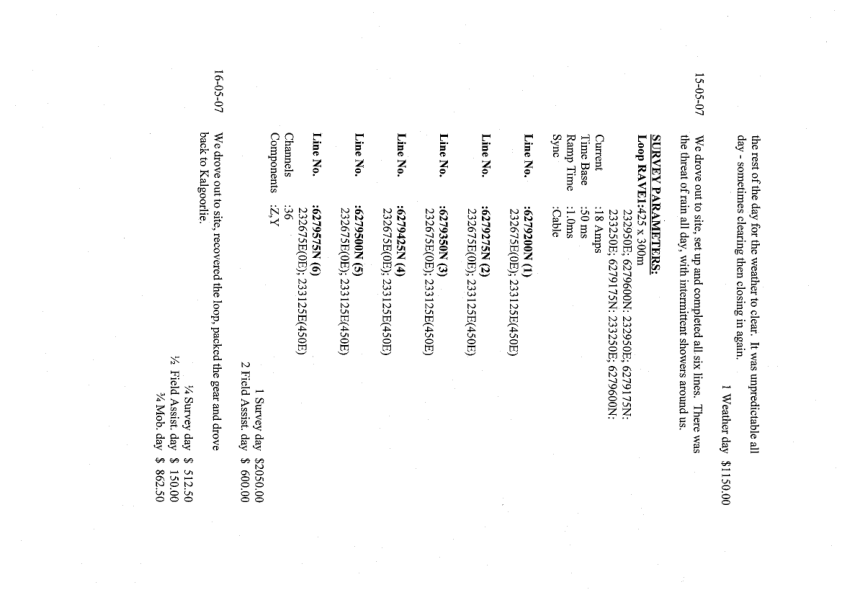 the rest of the day for the weather to clear. It was unpredictable all
day - sometimes clearing then closing in again.
1 Weather day $1150.00
15-05-07 We drove out to site, set up and completed all six lines. There was
the threat of rain all day, with intermittent showers around us.
SURVEY PARAMETERS:
Loop RAVE1:425 x 300m
232950E; 6279600N: 232950E; 6279175N:
233250E; 6279175N: 233250E; 6279600N:
Current :18 Amps
Time Base :50 ms
Ramp Time :1.0ms
Sync :Cable
Line No. :6279200N (1)
232675E(0E); 233125E(450E)
Line No. :6279275N (2)
232675E(0E); 233125E(450E)
Line No. :6279350N (3)
232675E(0E); 233125E(450E)
Line No. :6279425N (4)
232675E(0E); 233125E(450E)
Line No. :6279500N (5)
232675E(0E); 233125E(450E)
Line No. :6279575N (6)
232675E(0E); 233125E(450E)
Channels :36
Components :Z,Y
1 Survey day $2050.00
2 Field Assist. day $ 600.00
16-05-07 We drove out to site, recovered the loop, packed the gear and drove
back to Kalgoorlie.
¼ Survey day $ 512.50
½ Field Assist. day $ 150.00
¾ Mob. day $ 862.50